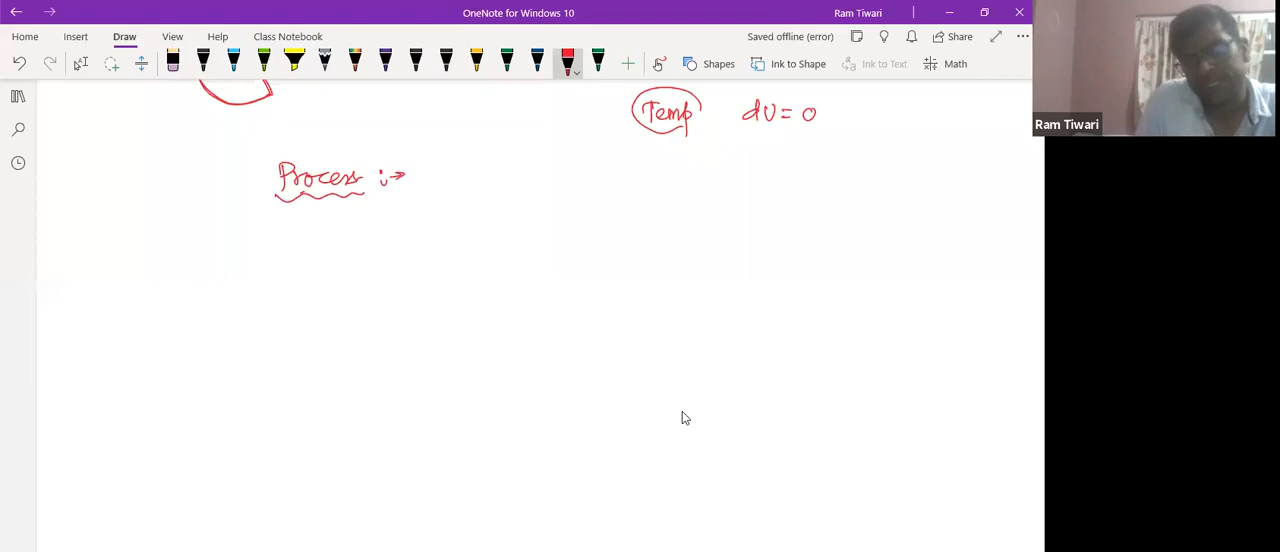 OneNote for Windows 10
Ram Tiwari
Home Insert Draw View Help Class Notebook
Saved offline (error)
Share
Shapes
Ink to Shape
Ink to Text
Math
Ram Tiwari
Temp dU = 0
Process :→